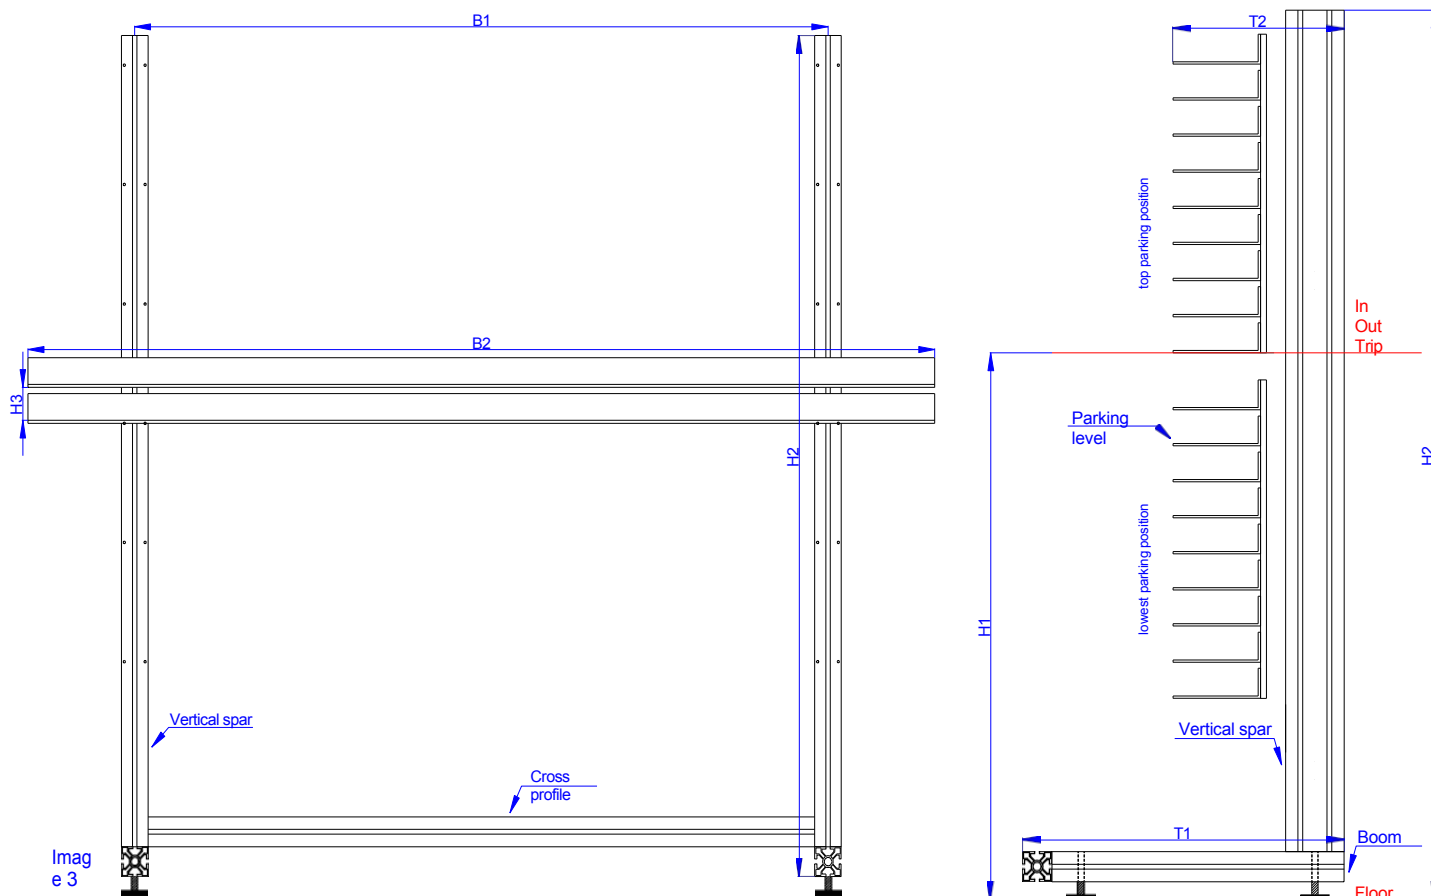 B1
T2
top parking position
In
Out
Trip
B2
H3
Parking
level
H2
H2
lowest parking position
H1
Vertical spar
Vertical spar
Cross
profile
T1
Boom
Imag
e 3
Floor